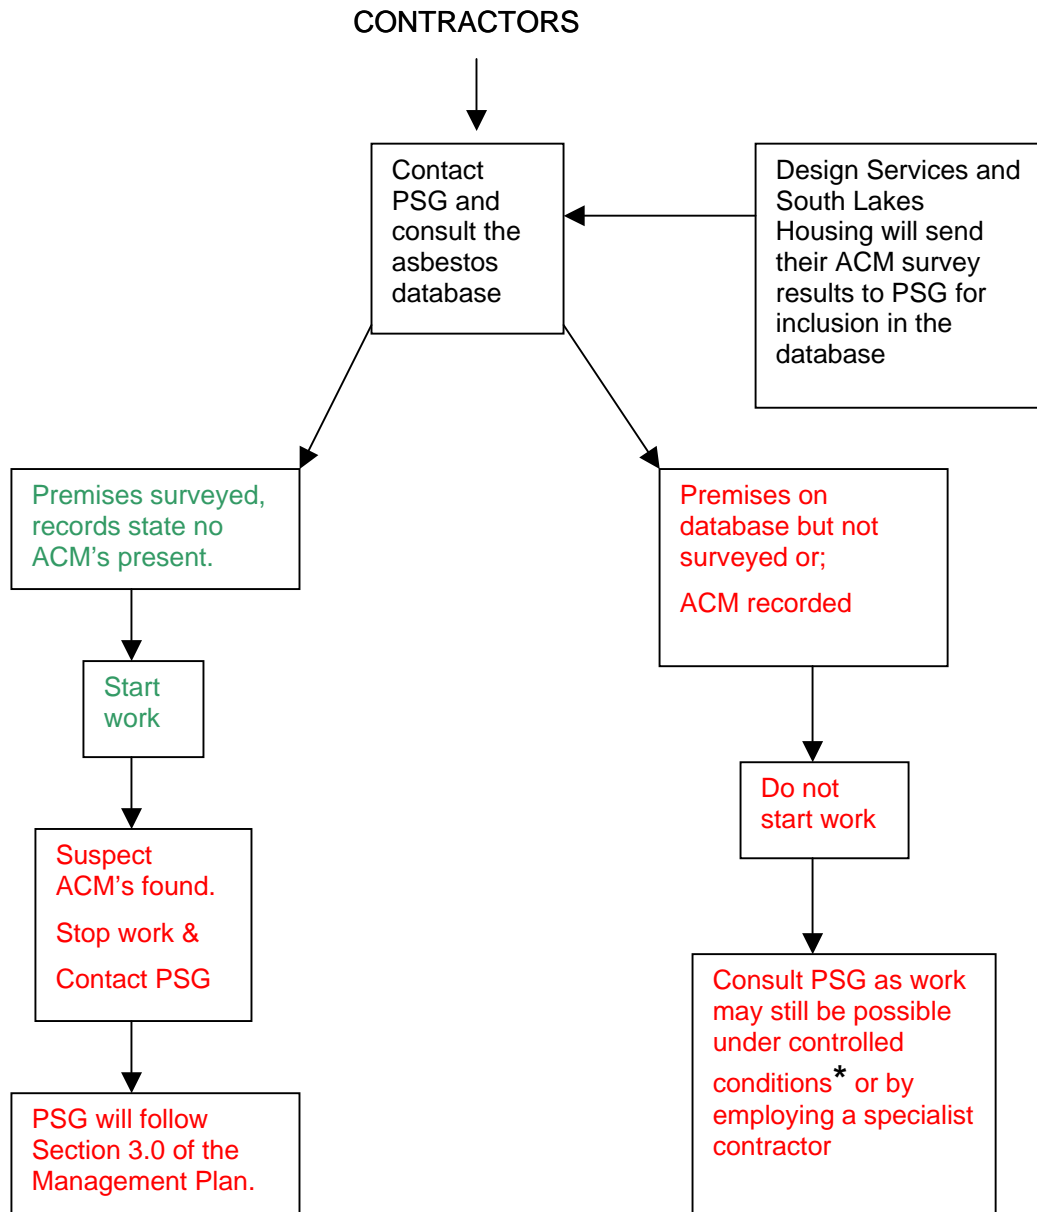 CONTRACTORS
Contact
PSG and
consult the
asbestos
database
Design Services and
South Lakes
Housing will send
their ACM survey
results to PSG for
inclusion in the
database
Premises surveyed,
records state no
ACM's present.
Premises on
database but not
surveyed or;
ACM recorded
Start
work
Do not
start work
Suspect
ACM's found.
Stop work &
Contact PSG
Consult PSG as work
may still be possible
under controlled
conditions* or by
employing a specialist
contractor
PSG will follow
Section 3.0 of the
Management Plan.